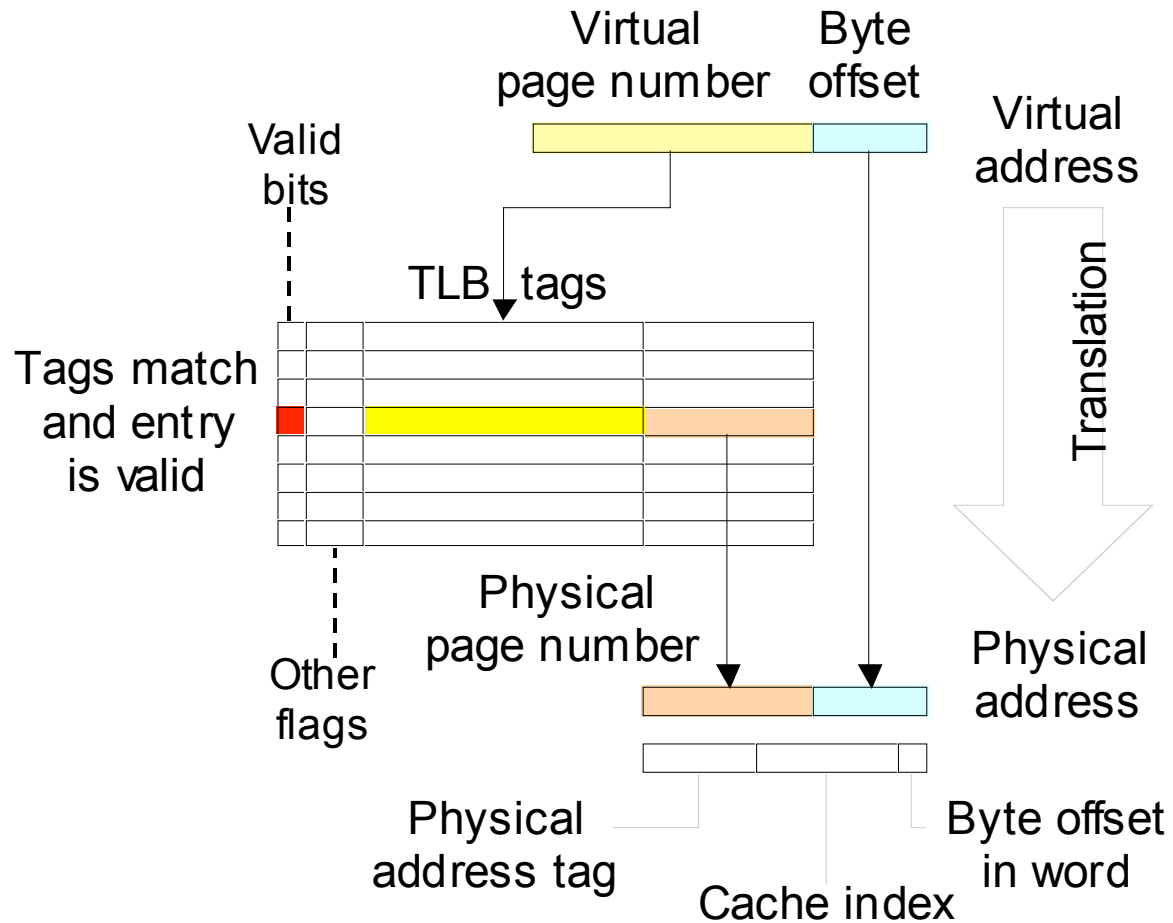 Virtual
page number
Byte
offset
Virtual
address
Valid
bits
TLB tags
Translation
Tags match
and entry
is valid
Physical
page number
Other
flags
Physical
address
Physical
address tag
Byte offset
in word
Cache index